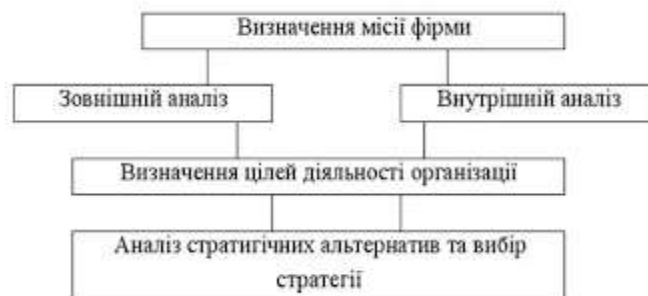 Визначення місії фірми
Зовнішній аналіз
Внутрішній аналіз
Визначення цілей діяльності організації
Аналіз стратигічних альтернатив та вибір
стратегії